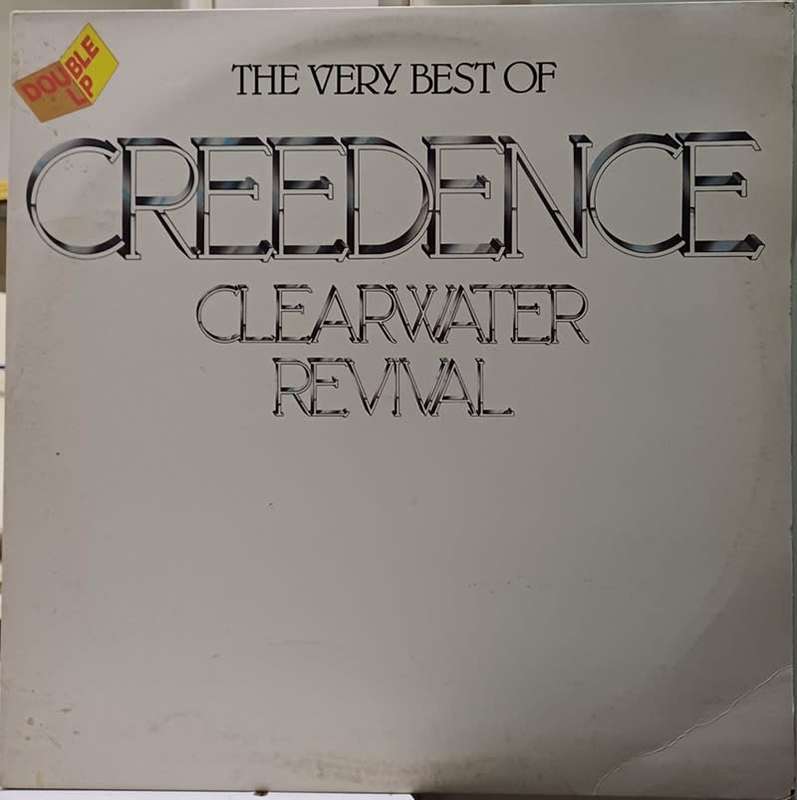 DOUBLE
LP
THE VERY BEST OF
CREEDENCE
CLEARWATER
REVIVAL